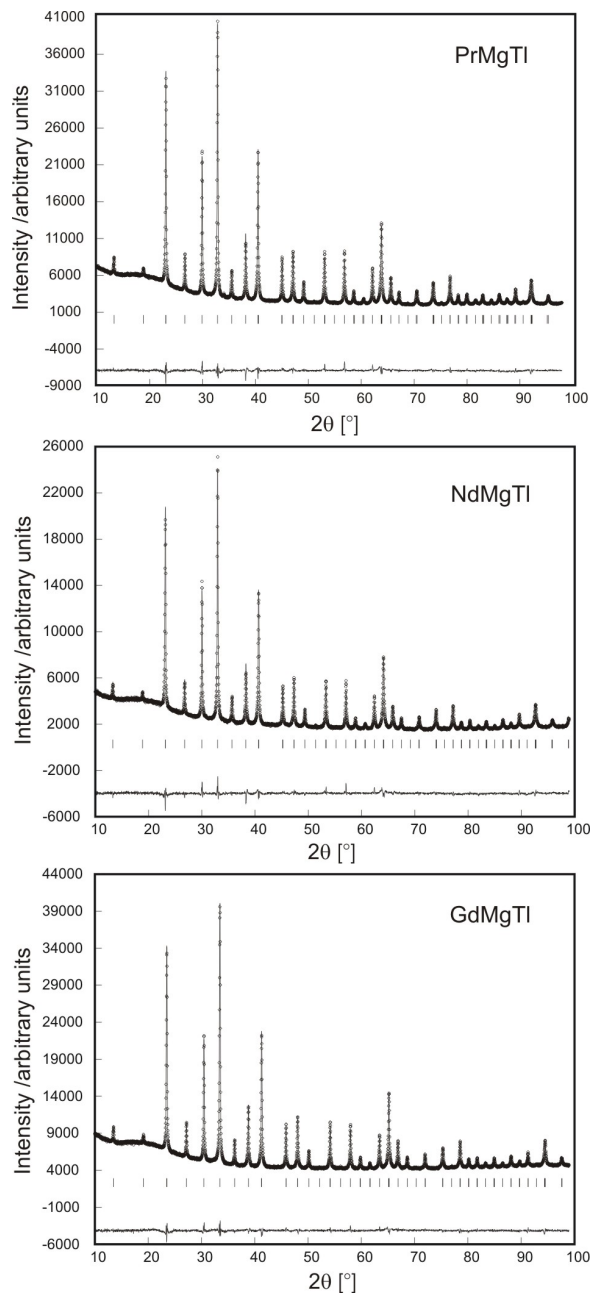 41000
36000
31000
26000
21000
16000
11000
6000
1000
-4000
-9000
Intensity /arbitrary units
PrMgTl
10 20 30 40 50 60 70 80 90 100
2θ [°]
26000
22000
18000
14000
10000
6000
2000
-2000
-6000
Intensity /arbitrary units
NdMgTl
10 20 30 40 50 60 70 80 90 100
2θ [°]
44000
39000
34000
29000
24000
19000
14000
9000
4000
-1000
-6000
Intensity /arbitrary units
GdMgTl
10 20 30 40 50 60 70 80 90 100
2θ [°]